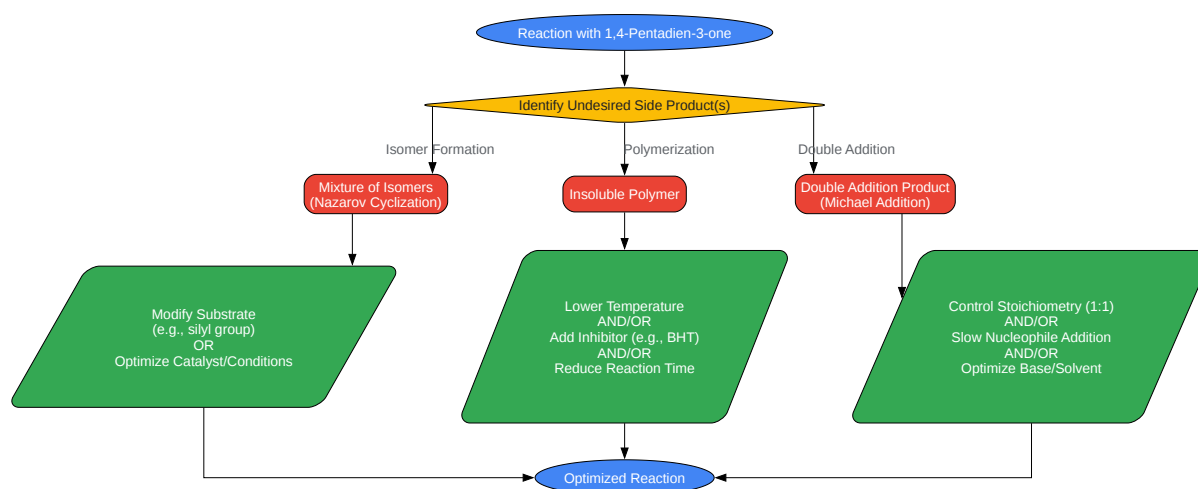 Reaction with 1,4-Pentadien-3-one
Identify Undesired Side Product(s)
Isomer Formation
Polymerization
Double Addition
Mixture of Isomers
(Nazarov Cyclization)
Insoluble Polymer
Double Addition Product
(Michael Addition)
Modify Substrate
(e.g., silyl group)
OR
Optimize Catalyst/Conditions
Lower Temperature
AND/OR
Add Inhibitor (e.g., BHT)
AND/OR
Reduce Reaction Time
Control Stoichiometry (1:1)
AND/OR
Slow Nucleophile Addition
AND/OR
Optimize Base/Solvent
Optimized Reaction